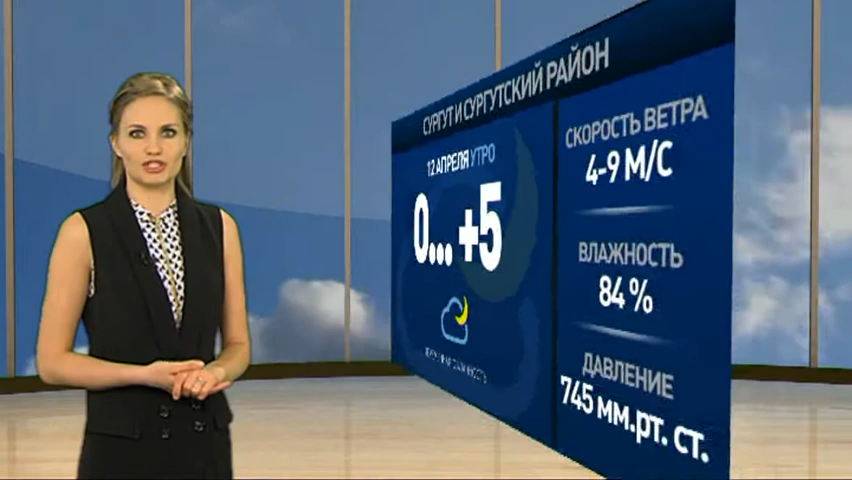 СУРГУТ И СУРГУТСКИЙ РАЙОН
12 АПРЕЛЯ УТРО
0... +5
СКОРОСТЬ ВЕТРА
4-9 М/С
ВЛАЖНОСТЬ
84 %
ДАВЛЕНИЕ
745 мм.рт. ст.